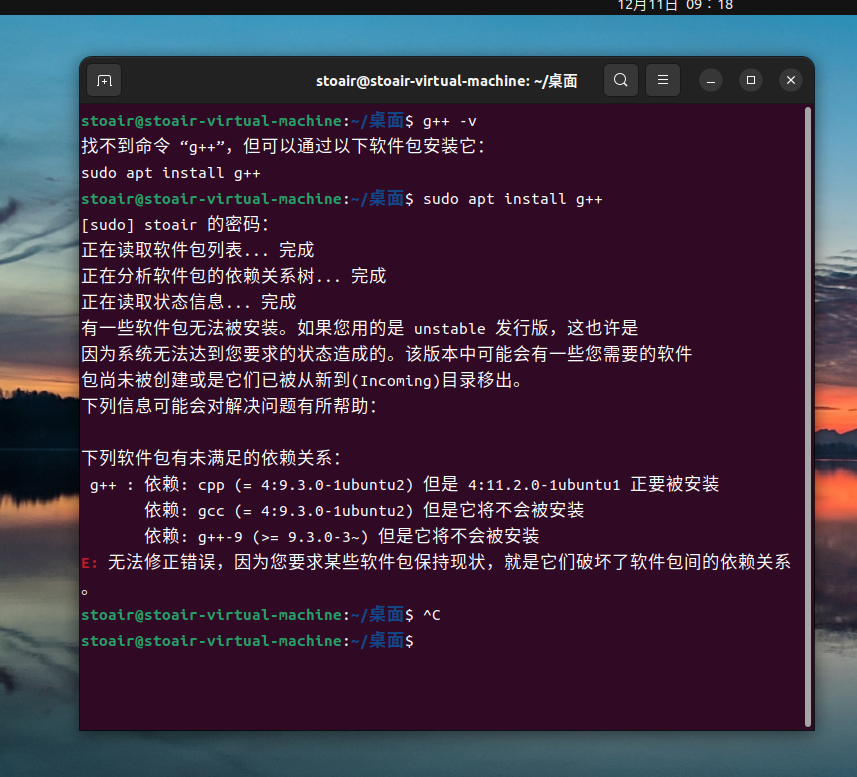 12月11日 09：18
stoair@stoair-virtual-machine: ~/桌面
stoair@stoair-virtual-machine:~/桌面$ g++ -v
找不到命令 “g++”，但可以通过以下软件包安装它：
sudo apt install g++
stoair@stoair-virtual-machine:~/桌面$ sudo apt install g++
[sudo] stoair 的密码：
正在读取软件包列表... 完成
正在分析软件包的依赖关系树... 完成
正在读取状态信息... 完成
有一些软件包无法被安装。如果您用的是 unstable 发行版，这也许是
因为系统无法达到您要求的状态造成的。该版本中可能会有一些您需要的软件
包尚未被创建或是它们已被从新到(Incoming)目录移出。
下列信息可能会对解决问题有所帮助：
下列软件包有未满足的依赖关系：
g++ : 依赖: cpp (= 4:9.3.0-1ubuntu2) 但是 4:11.2.0-1ubuntu1 正要被安装
依赖: gcc (= 4:9.3.0-1ubuntu2) 但是它将不会被安装
依赖: g++-9 (>= 9.3.0-3~) 但是它将不会被安装
E: 无法修正错误，因为您要求某些软件包保持现状，就是它们破坏了软件包间的依赖关系
。
stoair@stoair-virtual-machine:~/桌面$ ^C
stoair@stoair-virtual-machine:~/桌面$